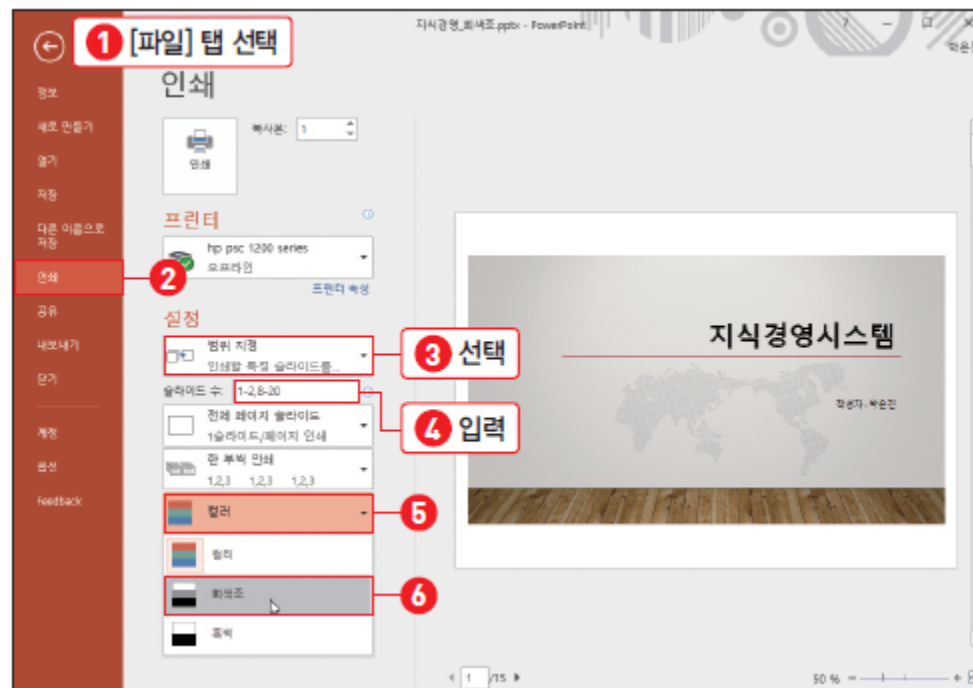 지식경영_회색조.pptx - PowerPoint
?
1 [파일] 탭 선택
인쇄
정보
새로 만들기
열기
저장
다른 이름으로
저장
인쇄
공유
내보내기
닫기
계정
옵션
Feedback
복사본: 1
인쇄
프린터
hp psc 1200 series
오프라인
프린터 속성
2
설정
범위 지정
인쇄할 특정 슬라이드를...
3 선택
슬라이드 수: 1-2,8-20
4 입력
전체 페이지 슬라이드
1슬라이드/페이지 인쇄
한 부씩 인쇄
1,2,3 1,2,3 1,2,3
컬러
5
컬러
회색조
6
흑백
지식경영시스템
작성자 : 박은진
1 /15
50 %